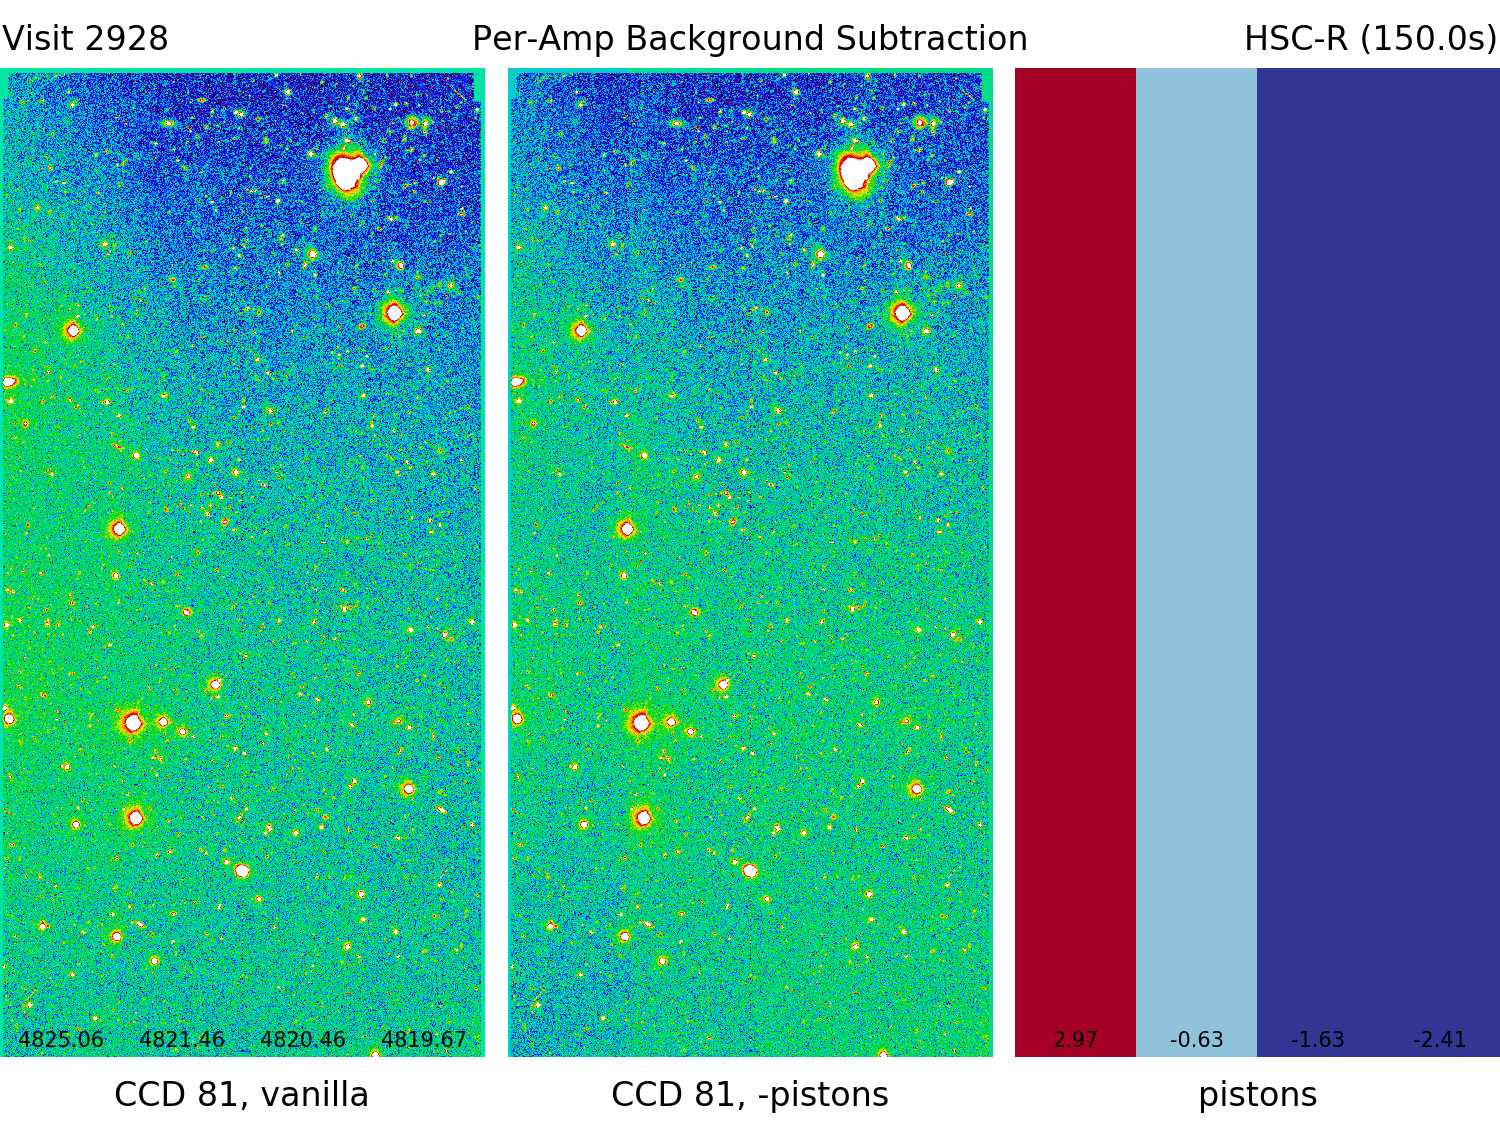 Visit 2928 Per-Amp Background Subtraction HSC-R (150.0s)
4825.06 4821.46 4820.46 4819.67 2.97 -0.63 -1.63 -2.41
CCD 81, vanilla CCD 81, -pistons pistons